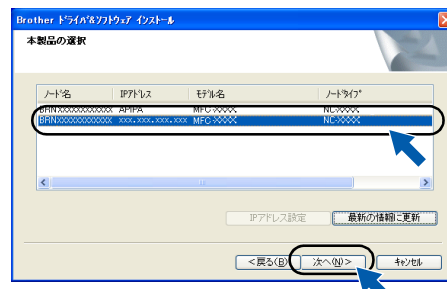 Brother ﾄﾞﾗｲﾊﾞ&ｿﾌﾄｳｪｱ ｲﾝｽﾄｰﾙ
本製品の選択
ﾉｰﾄﾞ名 IPｱﾄﾞﾚｽ ﾓﾃﾞﾙ名 ﾉｰﾄﾞﾀｲﾌﾟ
BRNXXXXXXXXXXXX APIPA MFC-XXXX NC-XXXX
BRNXXXXXXXXXXXX xxx.xxx.xxx.xxx MFC-XXXX NC-XXXX
IPアドレス設定 最新の情報に更新
<戻る(B) 次へ(N)> ｷｬﾝｾﾙ